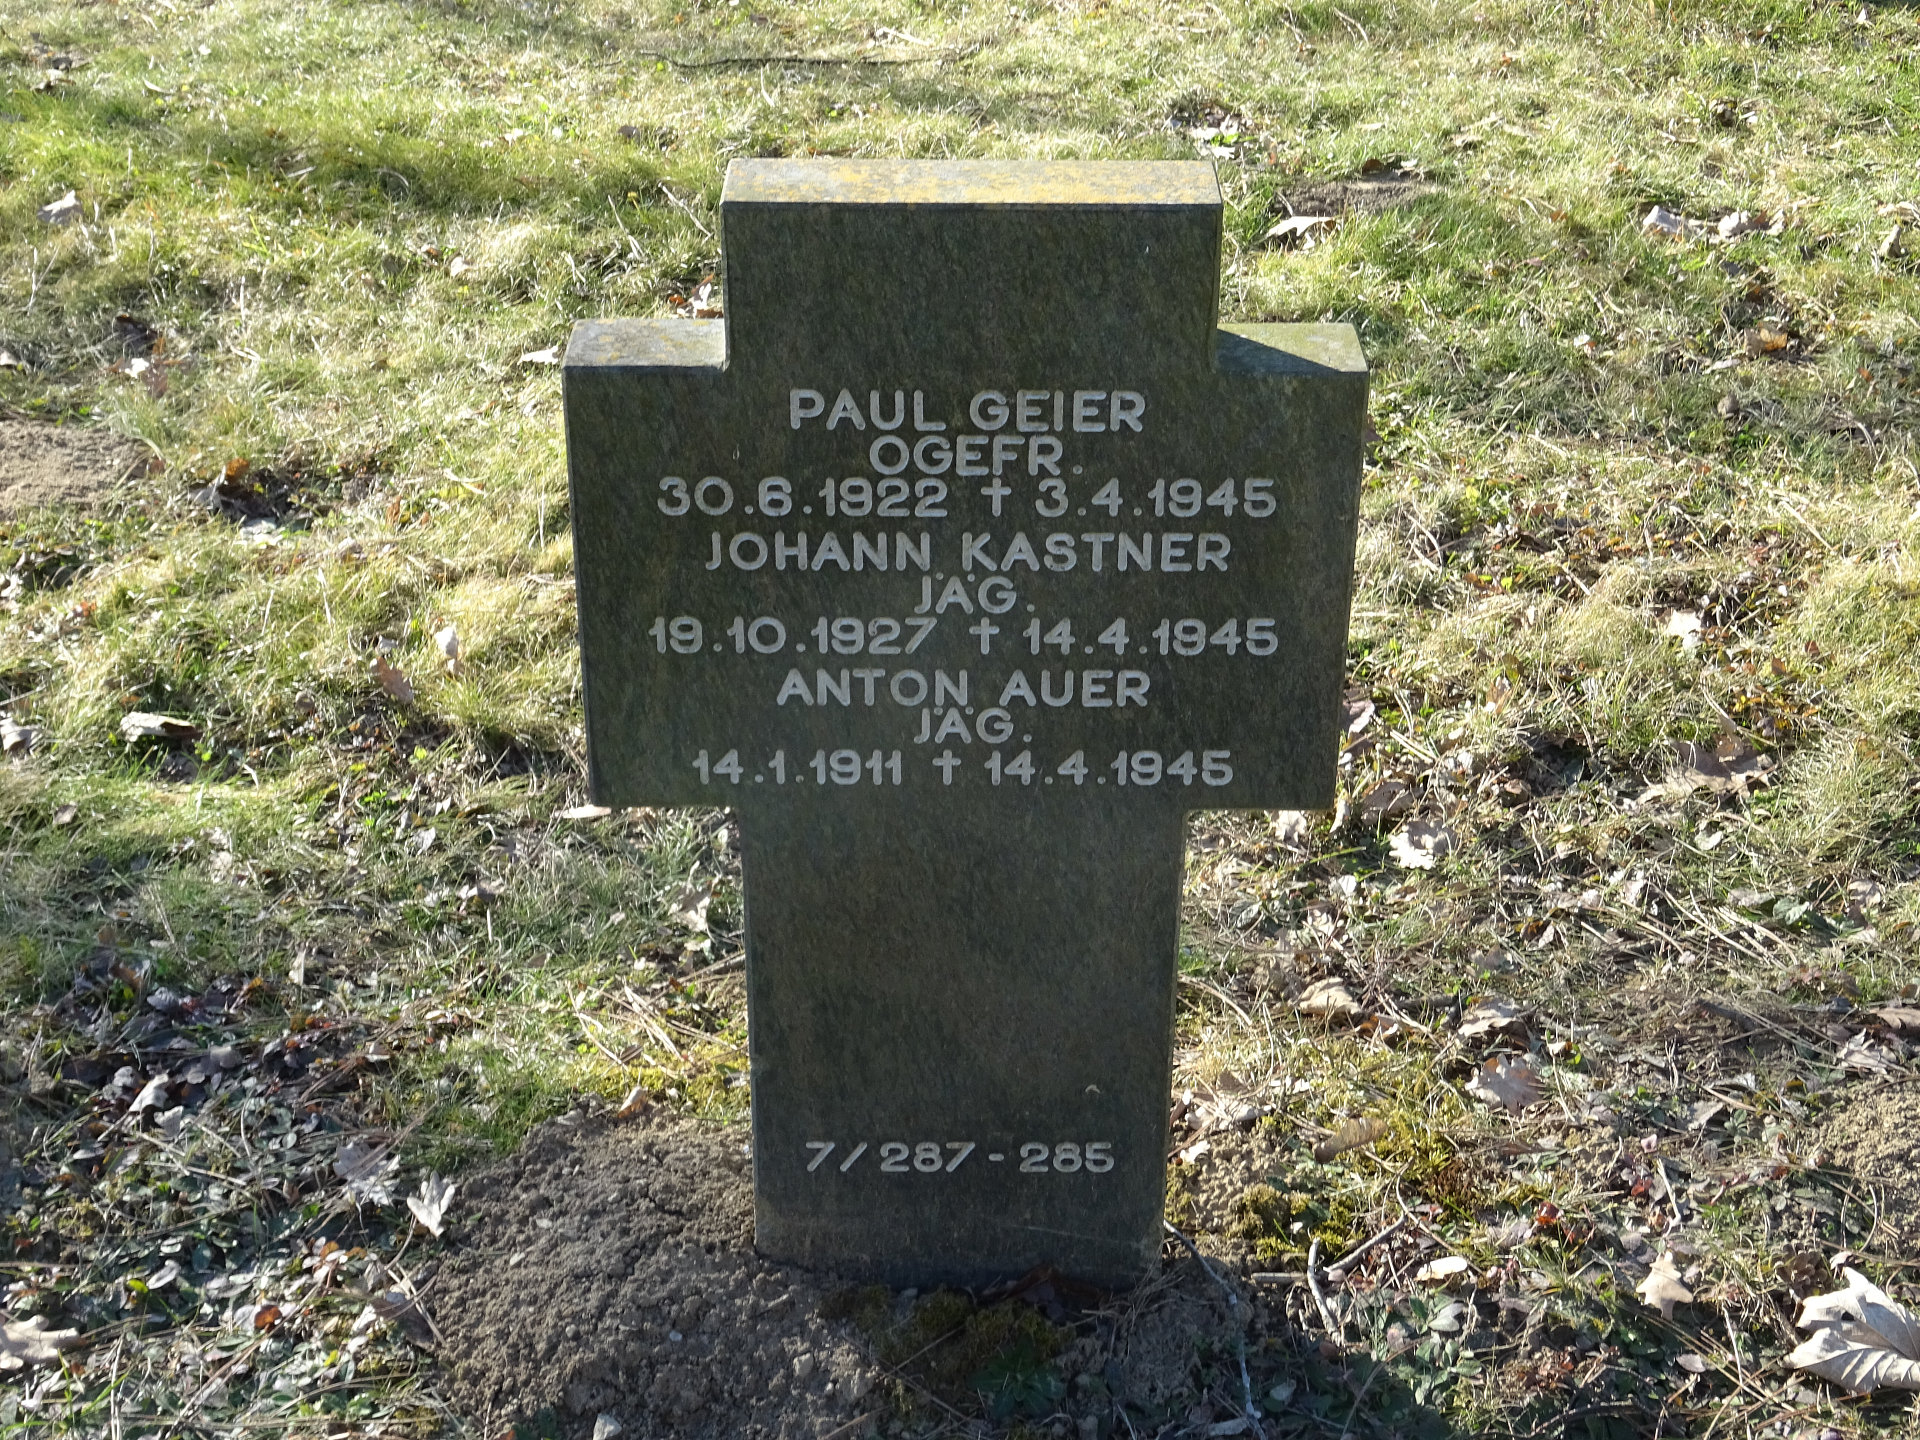 PAUL GEIER
OGEFR.
30.6.1922 † 3.4.1945
JOHANN KASTNER
JÄG.
19.10.1927 † 14.4.1945
ANTON AUER
JÄG.
14.1.1911 † 14.4.1945
7/287-285